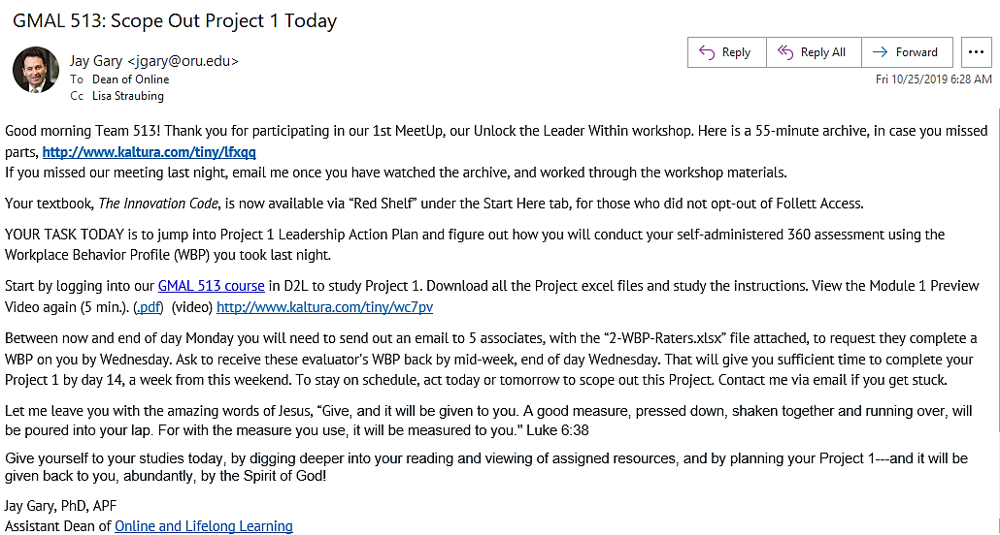 GMAL 513: Scope Out Project 1 Today
Jay Gary <jgary@oru.edu>
To Dean of Online
Cc Lisa Straubing
Reply
Reply All
Forward
...
Fri 10/25/2019 6:28 AM
Good morning Team 513! Thank you for participating in our 1st MeetUp, our Unlock the Leader Within workshop. Here is a 55-minute archive, in case you missed
parts, http://www.kaltura.com/tiny/lfxqq
If you missed our meeting last night, email me once you have watched the archive, and worked through the workshop materials.
Your textbook, The Innovation Code, is now available via “Red Shelf” under the Start Here tab, for those who did not opt-out of Follett Access.
YOUR TASK TODAY is to jump into Project 1 Leadership Action Plan and figure out how you will conduct your self-administered 360 assessment using the
Workplace Behavior Profile (WBP) you took last night.
Start by logging into our GMAL 513 course in D2L to study Project 1. Download all the Project excel files and study the instructions. View the Module 1 Preview
Video again (5 min.). (.pdf) (video) http://www.kaltura.com/tiny/wc7pv
Between now and end of day Monday you will need to send out an email to 5 associates, with the “2-WBP-Raters.xlsx” file attached, to request they complete a
WBP on you by Wednesday. Ask to receive these evaluator's WBP back by mid-week, end of day Wednesday. That will give you sufficient time to complete your
Project 1 by day 14, a week from this weekend. To stay on schedule, act today or tomorrow to scope out this Project. Contact me via email if you get stuck.
Let me leave you with the amazing words of Jesus, “Give, and it will be given to you. A good measure, pressed down, shaken together and running over, will
be poured into your lap. For with the measure you use, it will be measured to you." Luke 6:38
Give yourself to your studies today, by digging deeper into your reading and viewing of assigned resources, and by planning your Project 1---and it will be
given back to you, abundantly, by the Spirit of God!
Jay Gary, PhD, APF
Assistant Dean of Online and Lifelong Learning